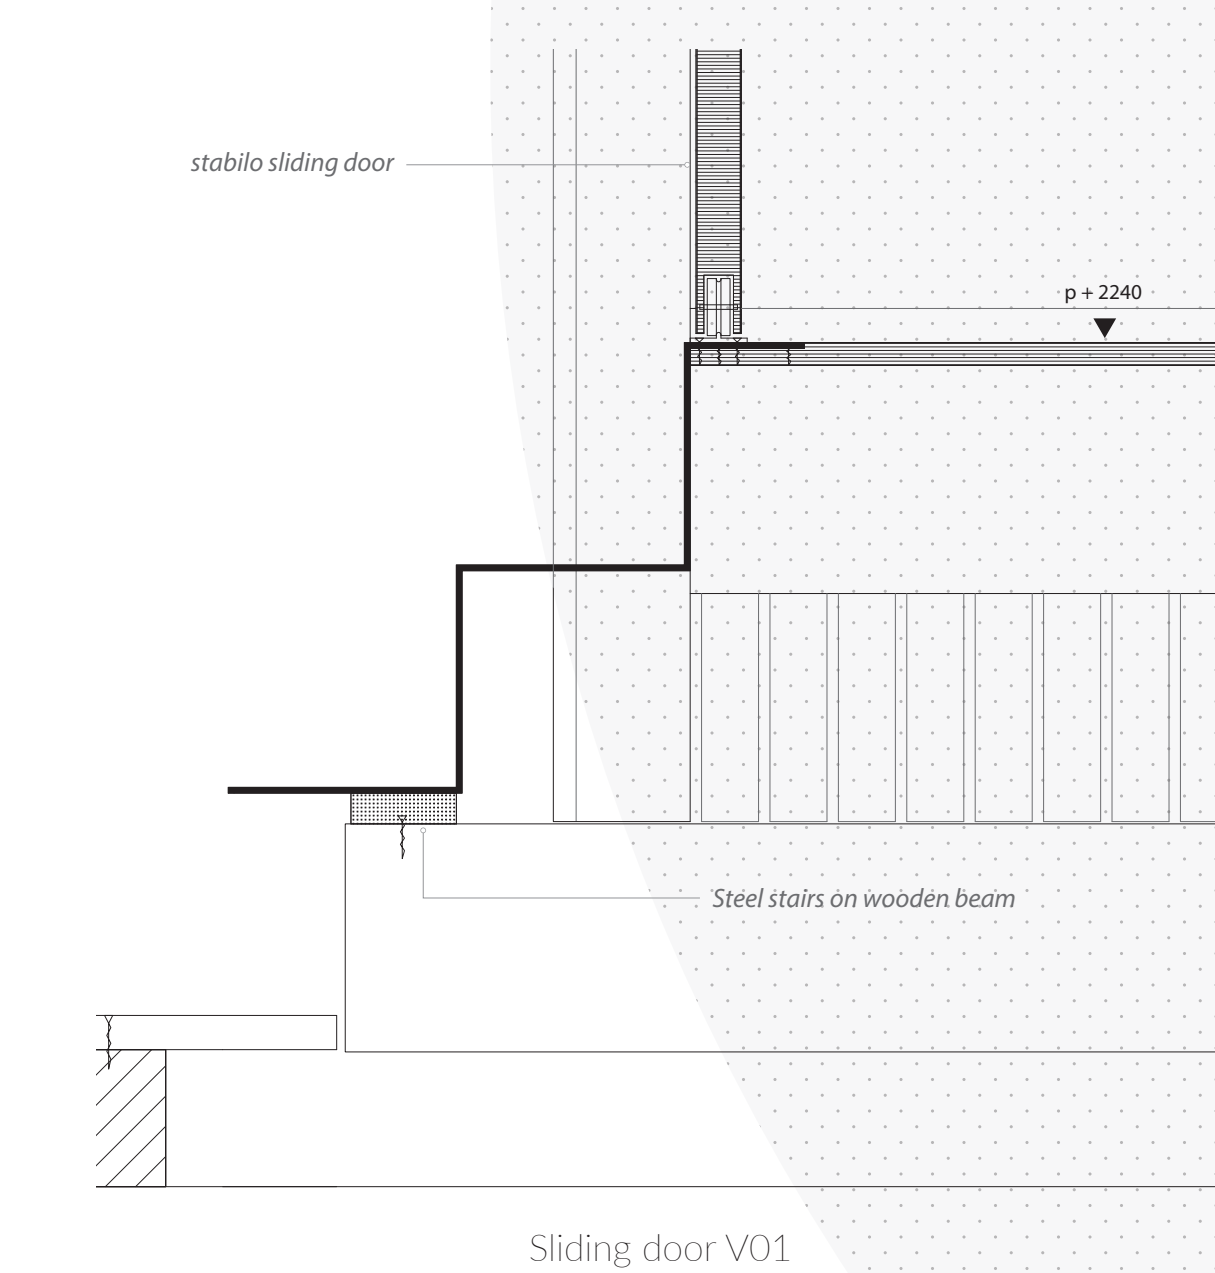 stabilo sliding door
p + 2240
Steel stairs on wooden beam
Sliding door V01